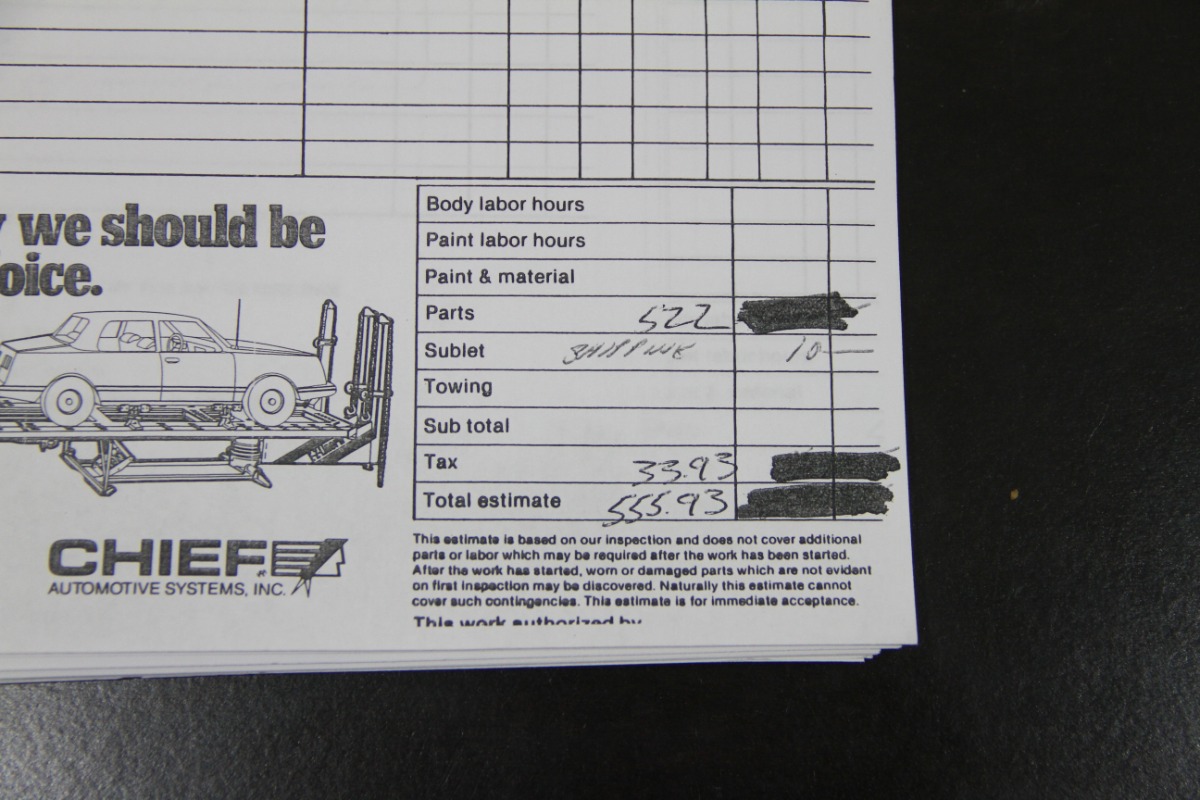 y we should be
oice.
Body labor hours
Paint labor hours
Paint & material
Parts 522
Sublet SHIPPING 10—
Towing
Sub total
Tax 33.93
Total estimate 555.93
CHIEF
AUTOMOTIVE SYSTEMS, INC.
This estimate is based on our inspection and does not cover additional
parts or labor which may be required after the work has been started.
After the work has started, worn or damaged parts which are not evident
on first inspection may be discovered. Naturally this estimate cannot
cover such contingencies. This estimate is for immediate acceptance.
This work authorized by